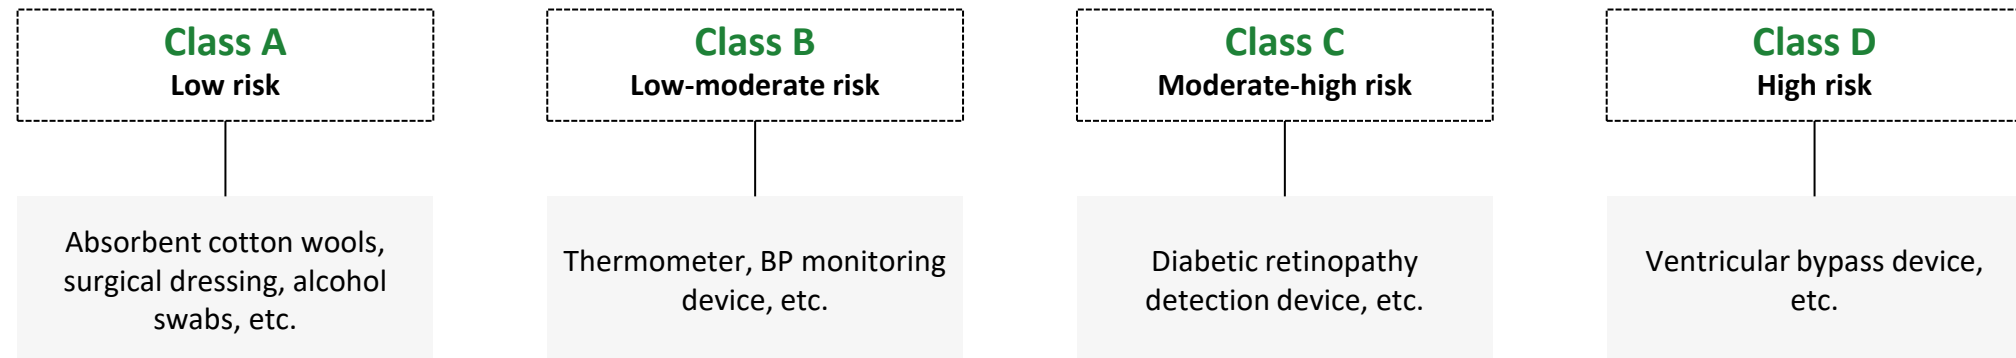 Class A
Low risk
Class B
Low-moderate risk
Class C
Moderate-high risk
Class D
High risk
Absorbent cotton wools,
surgical dressing, alcohol
swabs, etc.
Thermometer, BP monitoring
device, etc.
Diabetic retinopathy
detection device, etc.
Ventricular bypass device,
etc.